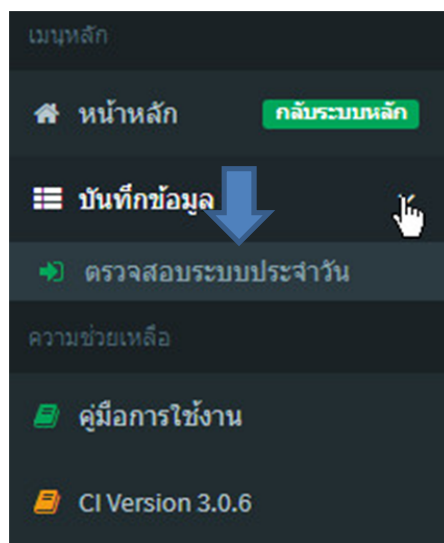 เมนุหลัก
หน้าหลัก กลับระบบหลัก
บันทึกข้อมูล
ตรวจสอบระบบประจำวัน
ความช่วยเหลือ
คู่มือการใช้งาน
CI Version 3.0.6